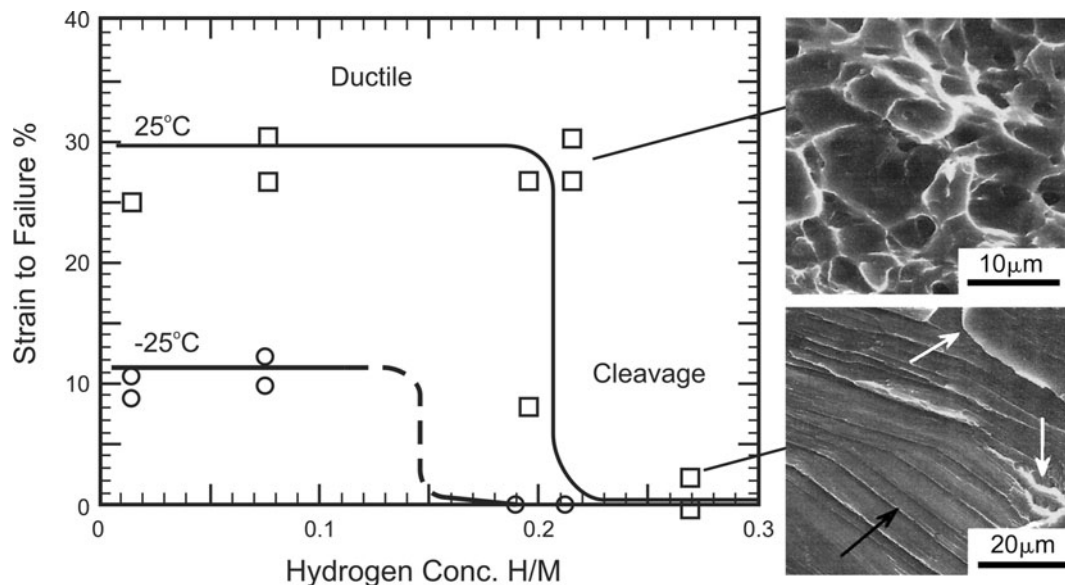 40
30
20
10
0
Strain to Failure %
Ductile
25°C
-25°C
Cleavage
0
0.1
0.2
0.3
Hydrogen Conc. H/M
10μm
20μm